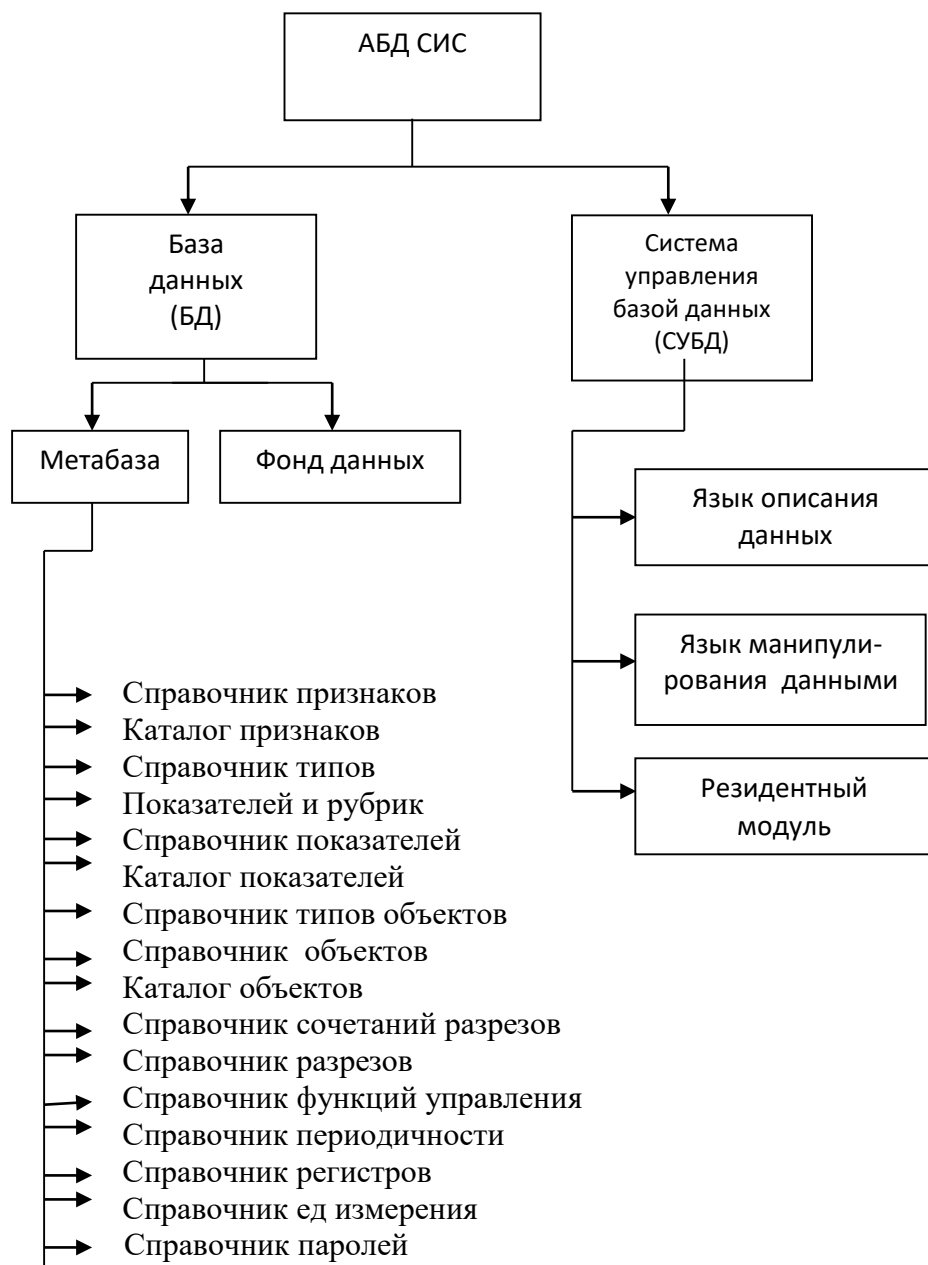 АБД СИС
База
данных
(БД)
Система
управления
базой данных
(СУБД)
Метабаза
Фонд данных
Язык описания
данных
Язык манипули-
рования данными
Резидентный
модуль
Справочник признаков
Каталог признаков
Справочник типов
Показателей и рубрик
Справочник показателей
Каталог показателей
Справочник типов объектов
Справочник объектов
Каталог объектов
Справочник сочетаний разрезов
Справочник разрезов
Справочник функций управления
Справочник периодичности
Справочник регистров
Справочник ед измерения
Справочник паролей